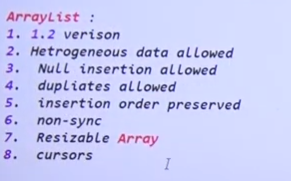 ArrayList :
1. 1.2 verison
2. Hetrogeneous data allowed
3. Null insertion allowed
4. dupliates allowed
5. insertion order preserved
6. non-sync
7. Resizable Array
8. cursors